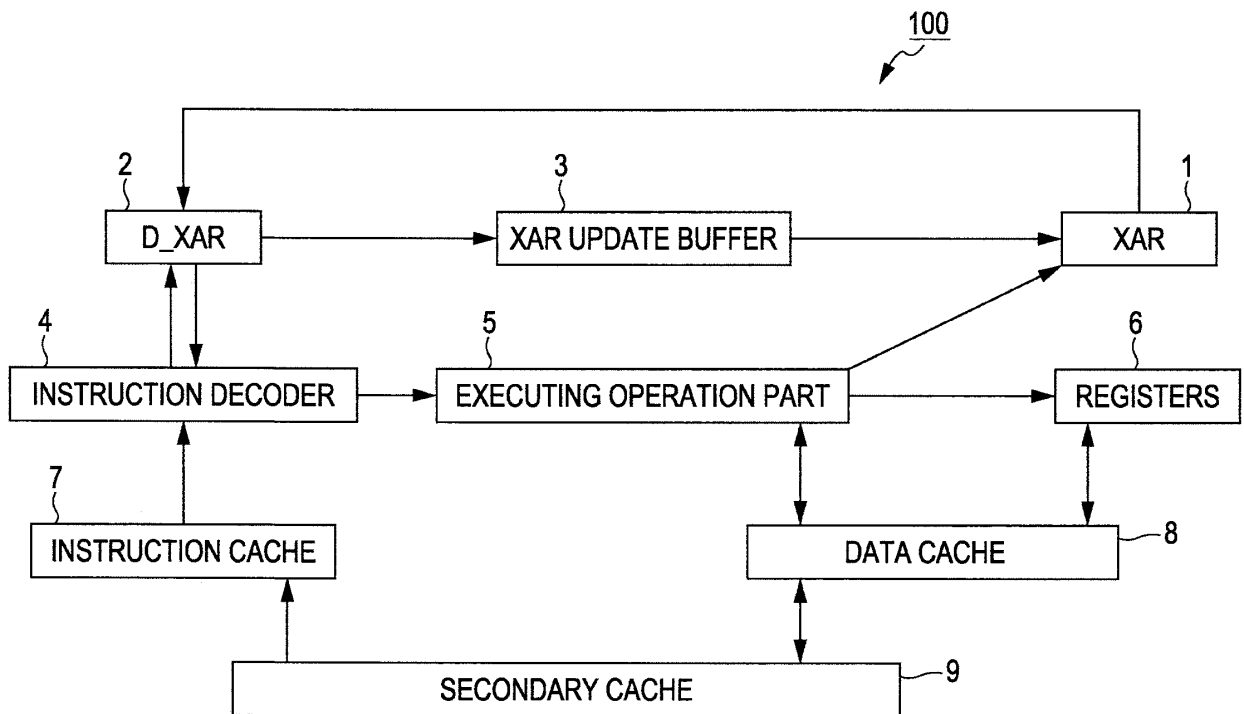 100
2
3
1
D_XAR
XAR UPDATE BUFFER
XAR
4
5
6
INSTRUCTION DECODER
EXECUTING OPERATION PART
REGISTERS
7
INSTRUCTION CACHE
DATA CACHE
8
SECONDARY CACHE
9